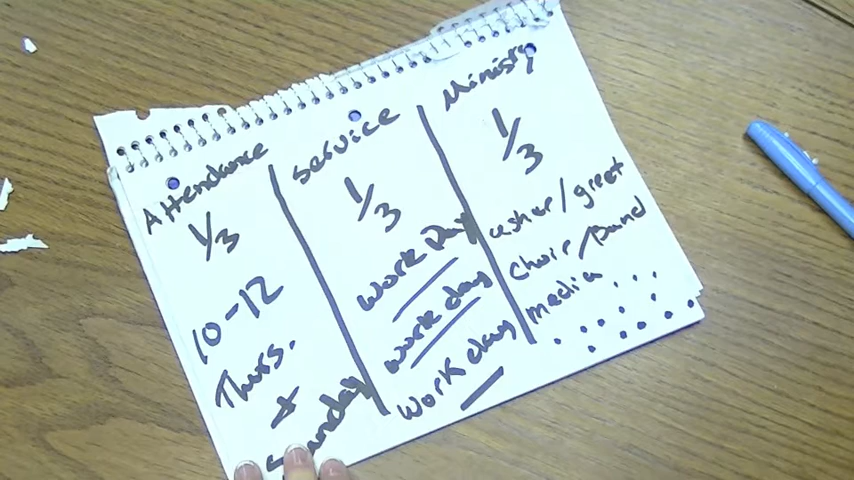 Attendance
1/3
10-12
Thurs.
+
Sunday
Service
1/3
Work Day
Work day
Work day
Ministry
1/3
usher/greet
choir/band
media